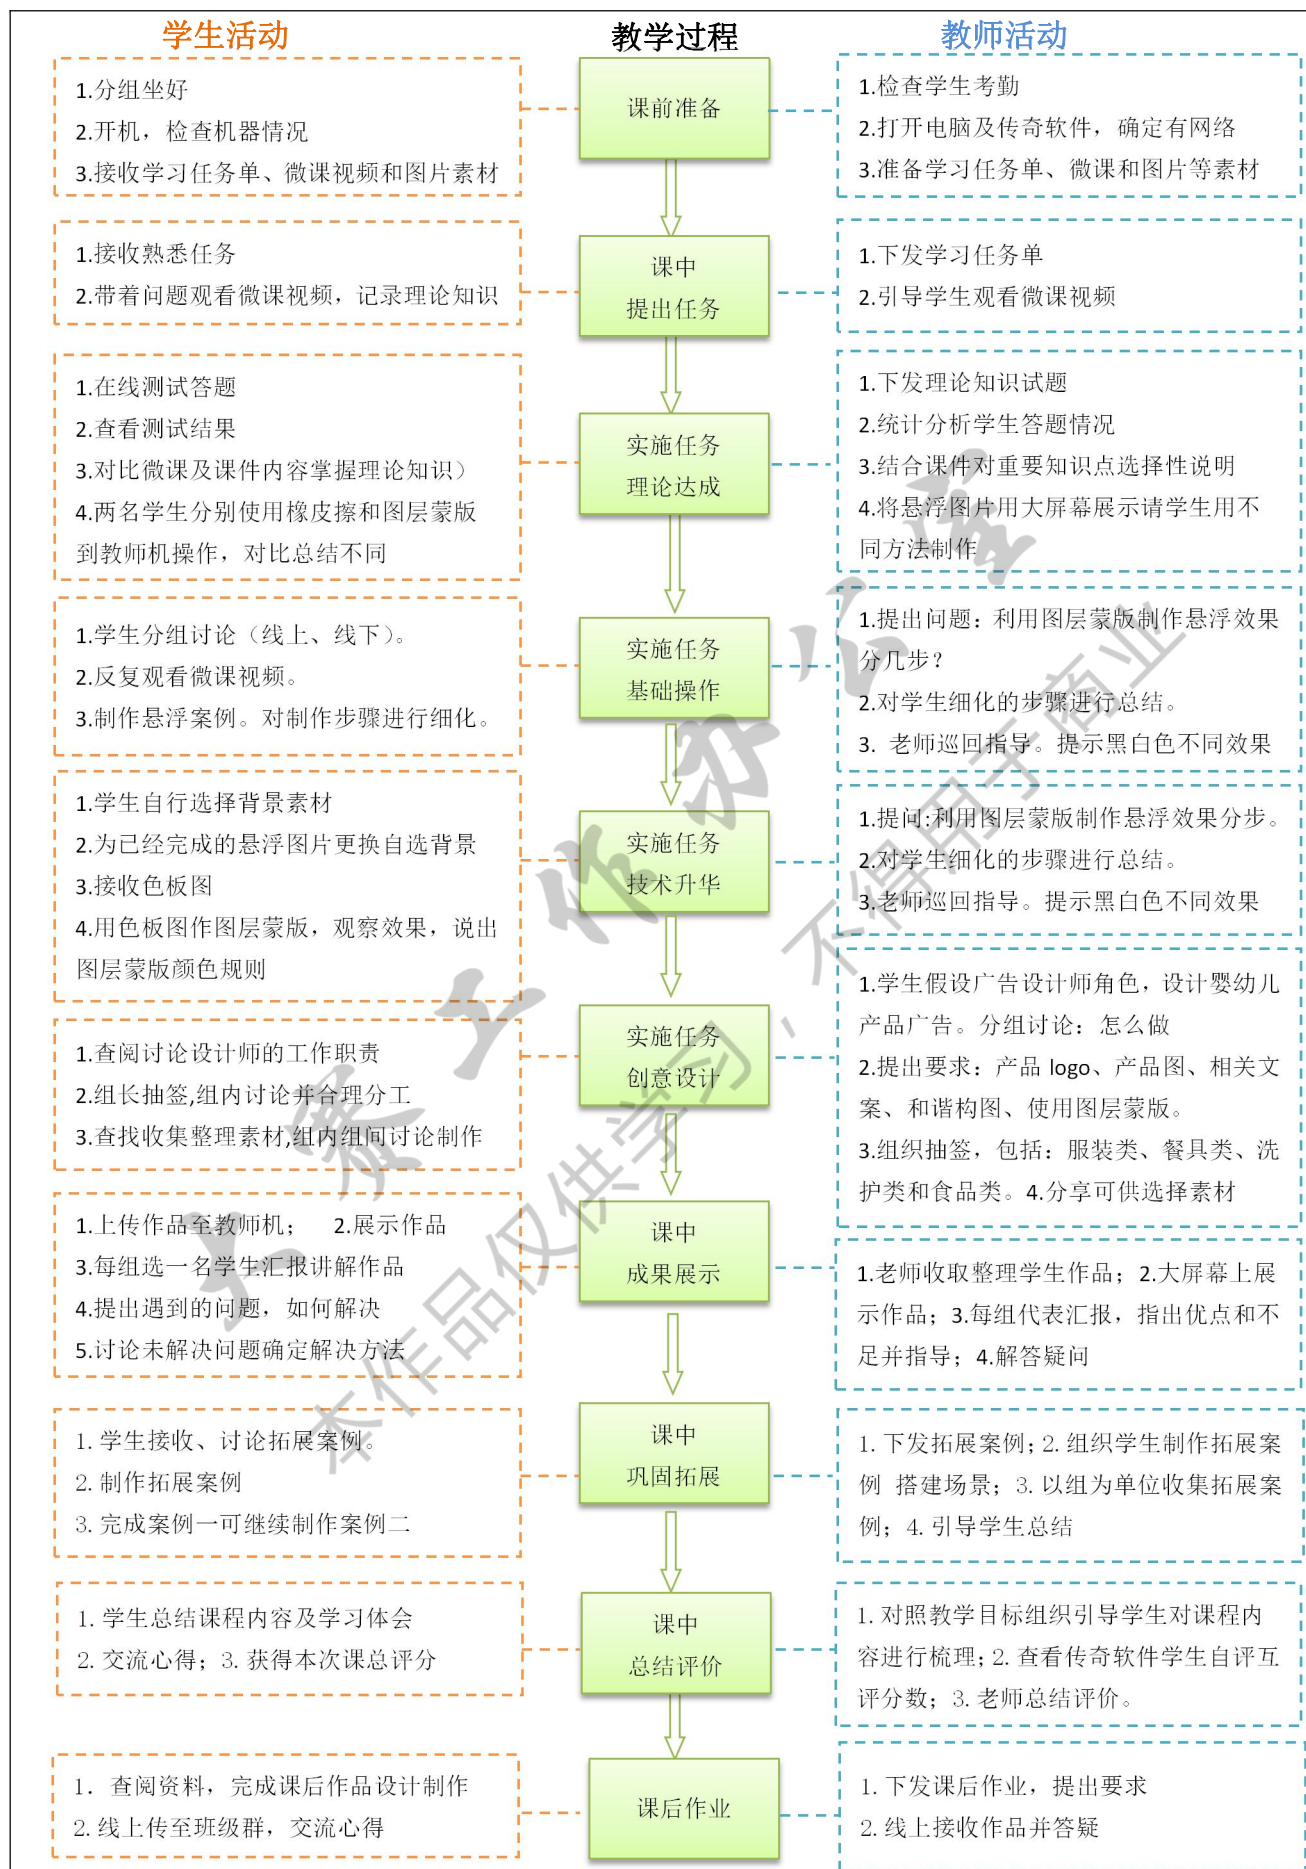 学生活动
教学过程
教师活动
1.分组坐好
2.开机，检查机器情况
3.接收学习任务单、微课视频和图片素材
课前准备
1.检查学生考勤
2.打开电脑及传奇软件，确定有网络
3.准备学习任务单、微课和图片等素材
1.接收熟悉任务
2.带着问题观看微课视频，记录理论知识
课中
提出任务
1.下发学习任务单
2.引导学生观看微课视频
1.在线测试答题
2.查看测试结果
3.对比微课及课件内容掌握理论知识）
4.两名学生分别使用橡皮擦和图层蒙版
到教师机操作，对比总结不同
实施任务
理论达成
1.下发理论知识试题
2.统计分析学生答题情况
3.结合课件对重要知识点选择性说明
4.将悬浮图片用大屏幕展示请学生用不
同方法制作
1.学生分组讨论（线上、线下）。
2.反复观看微课视频。
3.制作悬浮案例。对制作步骤进行细化。
实施任务
基础操作
1.提出问题：利用图层蒙版制作悬浮效果
分几步？
2.对学生细化的步骤进行总结。
3. 老师巡回指导。提示黑白色不同效果
1.学生自行选择背景素材
2.为已经完成的悬浮图片更换自选背景
3.接收色板图
4.用色板图作图层蒙版，观察效果，说出
图层蒙版颜色规则
实施任务
技术升华
1.提问:利用图层蒙版制作悬浮效果分步。
2.对学生细化的步骤进行总结。
3.老师巡回指导。提示黑白色不同效果
1.查阅讨论设计师的工作职责
2.组长抽签,组内讨论并合理分工
3.查找收集整理素材,组内组间讨论制作
实施任务
创意设计
1.学生假设广告设计师角色，设计婴幼儿
产品广告。分组讨论：怎么做
2.提出要求：产品 logo、产品图、相关文
案、和谐构图、使用图层蒙版。
3.组织抽签，包括：服装类、餐具类、洗
护类和食品类。4.分享可供选择素材
1.上传作品至教师机； 2.展示作品
3.每组选一名学生汇报讲解作品
4.提出遇到的问题，如何解决
5.讨论未解决问题确定解决方法
课中
成果展示
1.老师收取整理学生作品；2.大屏幕上展
示作品；3.每组代表汇报，指出优点和不
足并指导；4.解答疑问
1. 学生接收、讨论拓展案例。
2. 制作拓展案例
3. 完成案例一可继续制作案例二
课中
巩固拓展
1. 下发拓展案例；2. 组织学生制作拓展案
例 搭建场景；3. 以组为单位收集拓展案
例；4. 引导学生总结
1. 学生总结课程内容及学习体会
2. 交流心得；3. 获得本次课总评分
课中
总结评价
1. 对照教学目标组织引导学生对课程内
容进行梳理；2. 查看传奇软件学生自评互
评分数；3. 老师总结评价。
1. 查阅资料，完成课后作品设计制作
2. 线上传至班级群，交流心得
课后作业
1. 下发课后作业，提出要求
2. 线上接收作品并答疑
大赛工作办公室
本作品仅供学习，不得用于商业